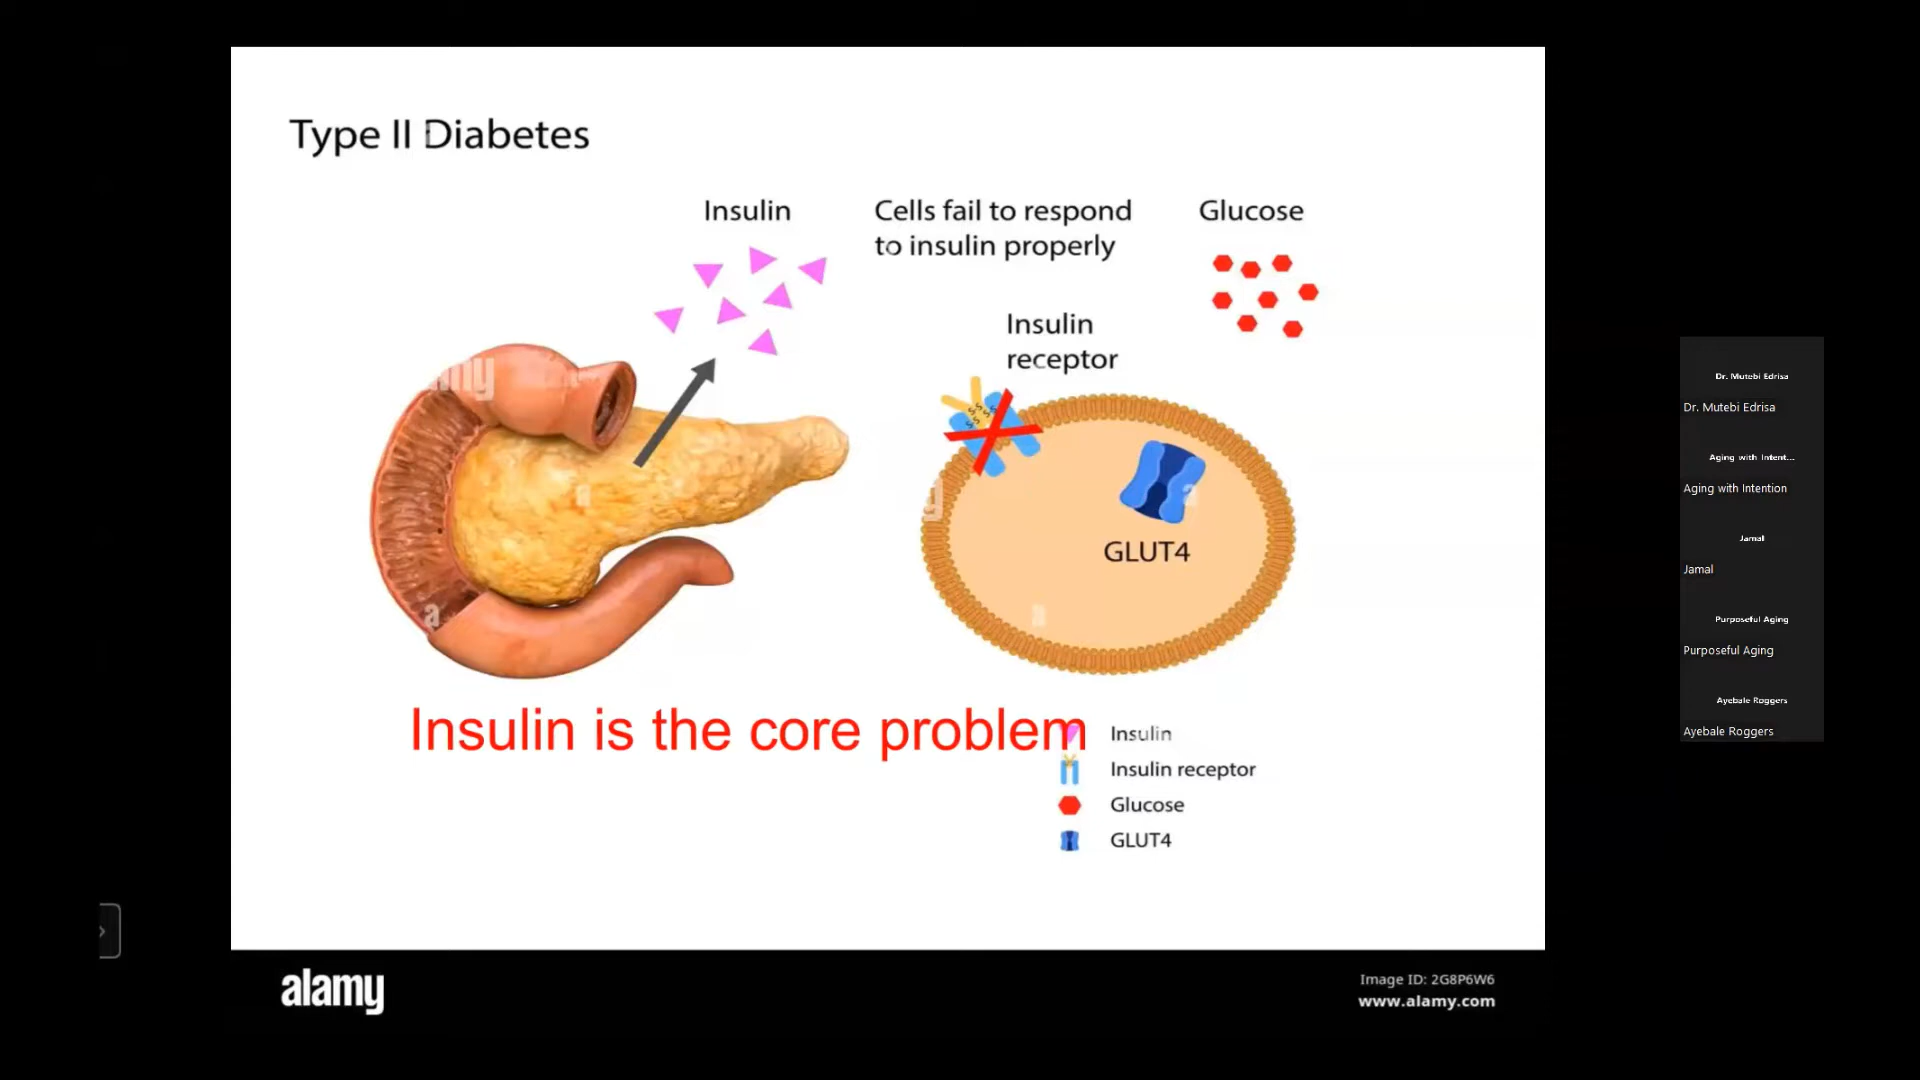 Type II Diabetes
Insulin
Cells fail to respond
to insulin properly
Glucose
Insulin
receptor
GLUT4
Insulin is the core problem
Insulin
Insulin receptor
Glucose
GLUT4
alamy
Image ID: 2G8P6W6
www.alamy.com
Dr. Mutebi Edrisa
Dr. Mutebi Edrisa
Aging with Intent...
Aging with Intention
Jamal
Jamal
Purposeful Aging
Purposeful Aging
Ayebale Roggers
Ayebale Roggers